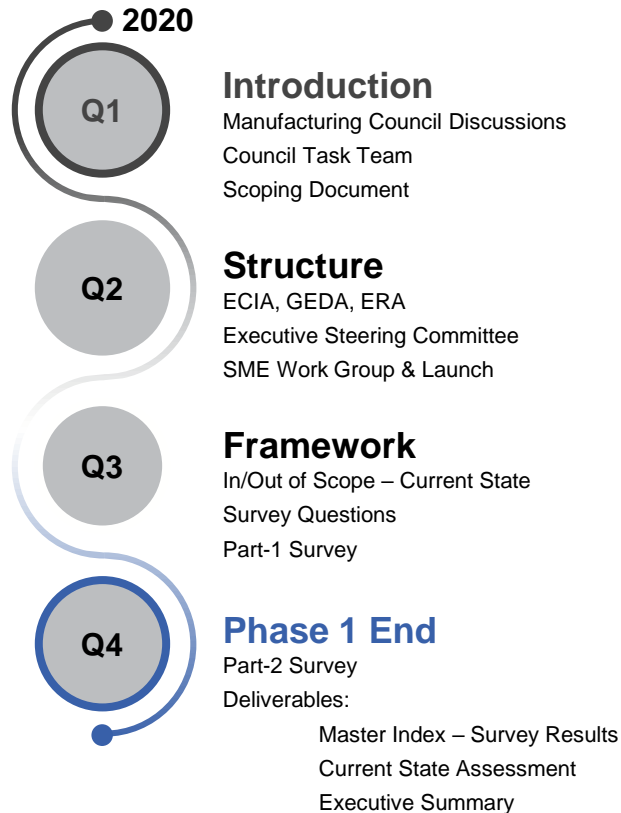 2020
Q1
Introduction
Manufacturing Council Discussions
Council Task Team
Scoping Document
Q2
Structure
ECIA, GEDA, ERA
Executive Steering Committee
SME Work Group & Launch
Q3
Framework
In/Out of Scope – Current State
Survey Questions
Part-1 Survey
Q4
Phase 1 End
Part-2 Survey
Deliverables:
Master Index – Survey Results
Current State Assessment
Executive Summary